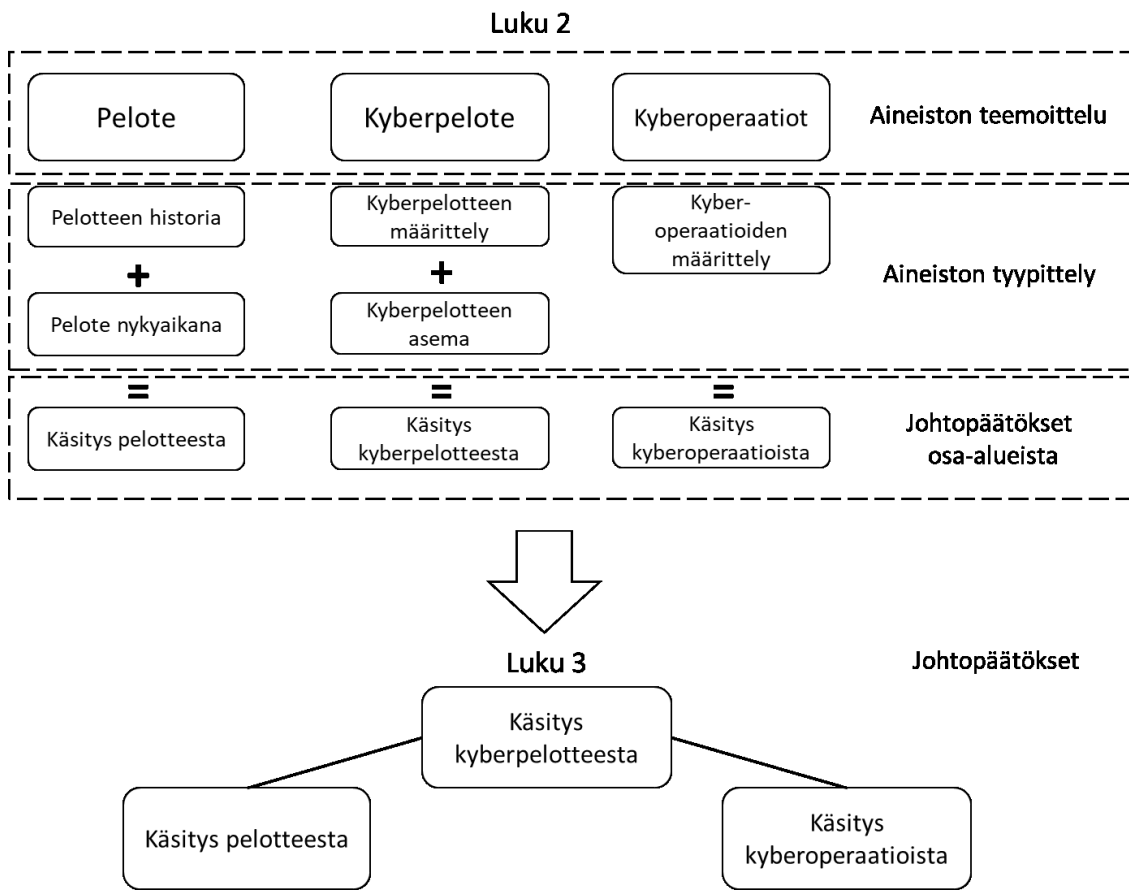 Luku 2
Pelote
Kyberpelote
Kyberoperaatiot
Aineiston teemoittelu
Pelotteen historia
Kyberpelotteen
määrittely
Kyber-
operaatioiden
määrittely
+
+
Aineiston tyypittely
Pelote nykyaikana
Kyberpelotteen
asema
=
=
=
Käsitys pelotteesta
Käsitys
kyberpelotteesta
Käsitys
kyberoperaatioista
Johtopäätökset
osa-alueista
Luku 3
Johtopäätökset
Käsitys
kyberpelotteesta
Käsitys pelotteesta
Käsitys
kyberoperaatioista